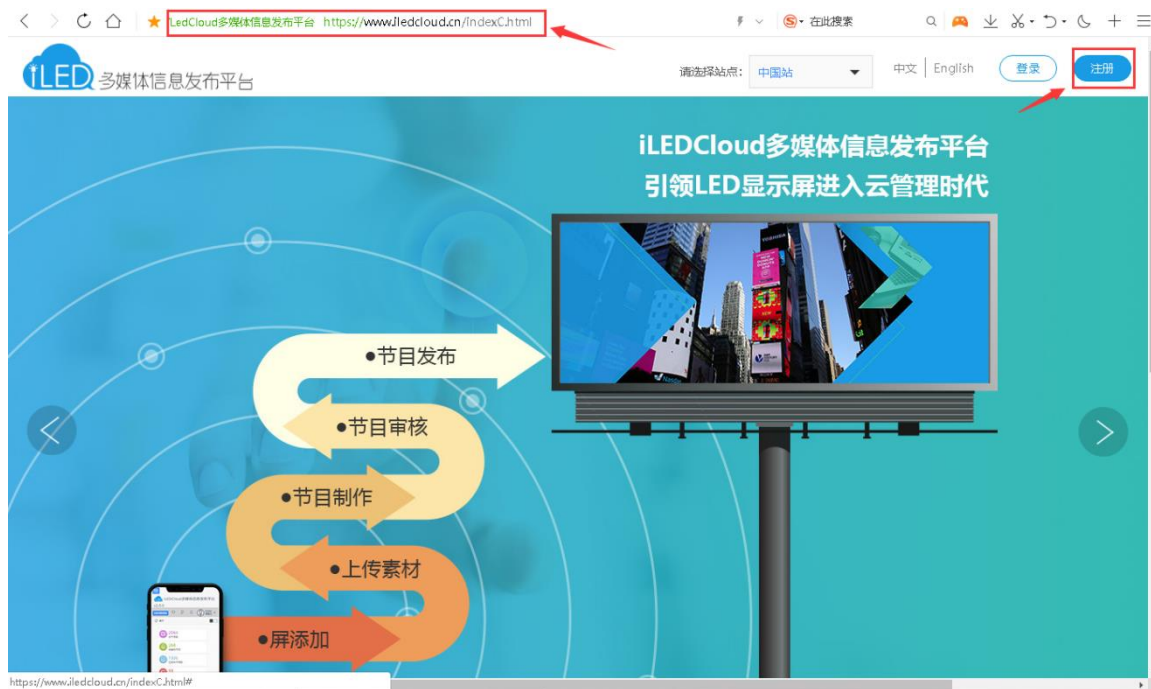 iLedCloud多媒体信息发布平台 https://www.iledcloud.cn/indexC.html
在此搜索
iLED 多媒体信息发布平台
请选择站点： 中国站
中文 | English
登录
注册
iLEDCloud多媒体信息发布平台
引领LED显示屏进入云管理时代
TOSHIBA
●节目发布
●节目审核
●节目制作
●上传素材
●屏添加
https://www.iledcloud.cn/indexC.html#